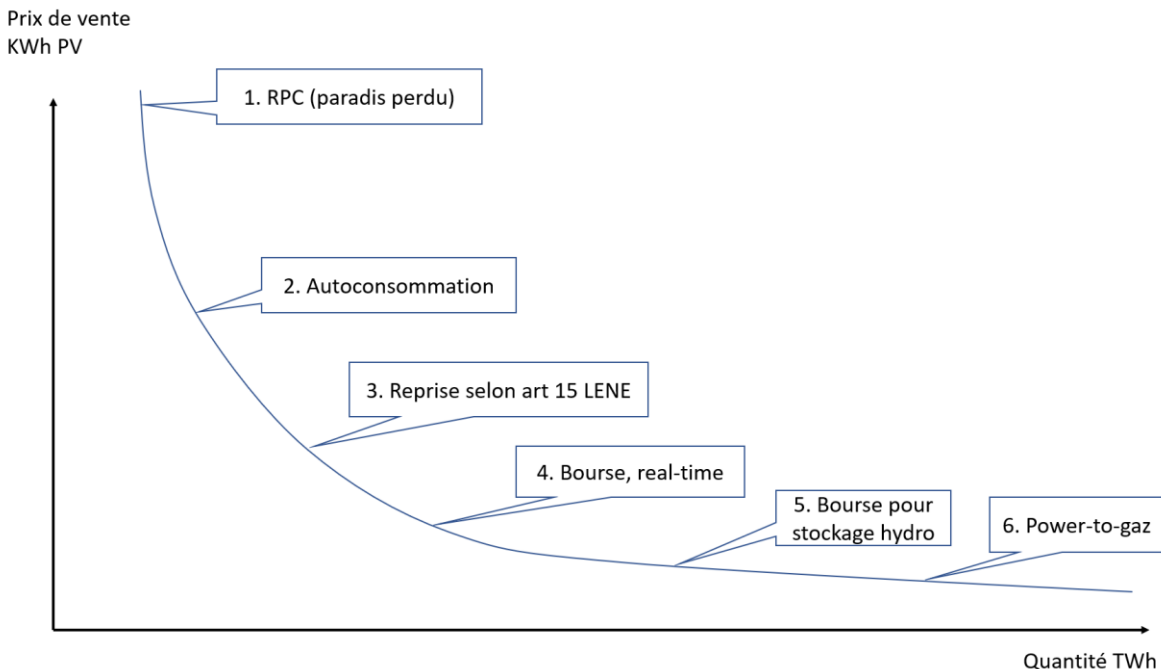 Prix de vente
KWh PV
1. RPC (paradis perdu)
2. Autoconsommation
3. Reprise selon art 15 LENE
4. Bourse, real-time
5. Bourse pour
stockage hydro
6. Power-to-gaz
Quantité TWh